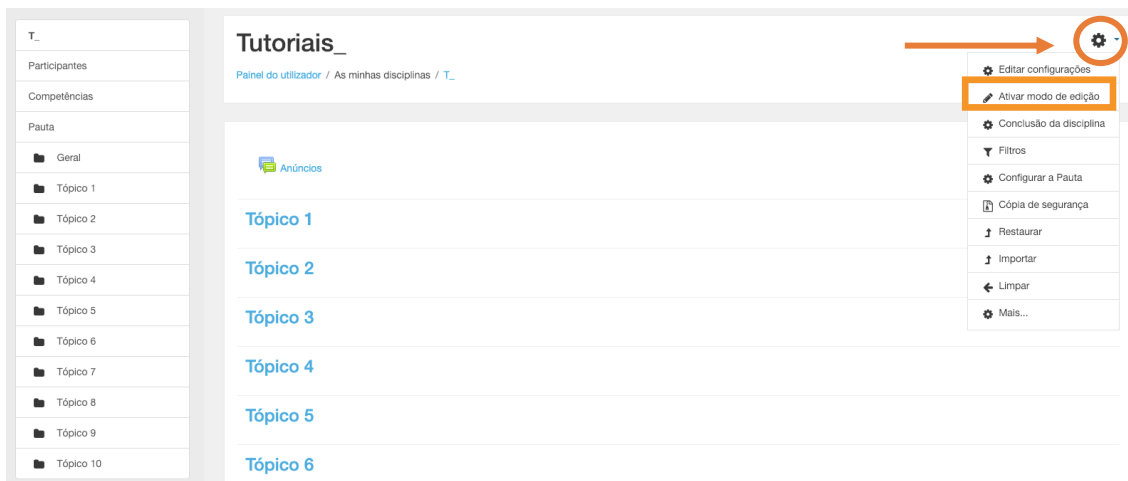 T_
Participantes
Competências
Pauta
Geral
Tópico 1
Tópico 2
Tópico 3
Tópico 4
Tópico 5
Tópico 6
Tópico 7
Tópico 8
Tópico 9
Tópico 10
Tutoriais_
Painel do utilizador / As minhas disciplinas / T_
Editar configurações
Ativar modo de edição
Conclusão da disciplina
Filtros
Configurar a Pauta
Cópia de segurança
Restaurar
Importar
Limpar
Mais...
Anúncios
Tópico 1
Tópico 2
Tópico 3
Tópico 4
Tópico 5
Tópico 6